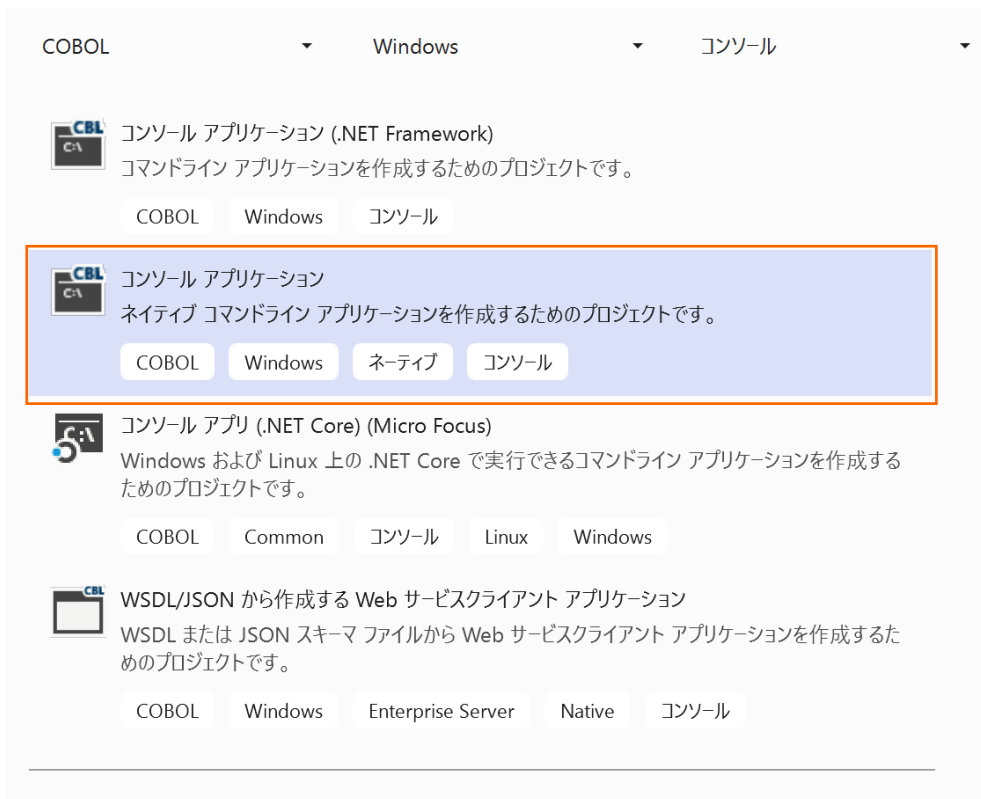 COBOL Windows コンソール
CBL
C:\
コンソール アプリケーション (.NET Framework)
コマンドライン アプリケーションを作成するためのプロジェクトです。
COBOL Windows コンソール
CBL
C:\
コンソール アプリケーション
ネイティブ コマンドライン アプリケーションを作成するためのプロジェクトです。
COBOL Windows ネーティブ コンソール
C:\
コンソール アプリ (.NET Core) (Micro Focus)
Windows および Linux 上の .NET Core で実行できるコマンドライン アプリケーションを作成する
ためのプロジェクトです。
COBOL Common コンソール Linux Windows
CBL
WSDL/JSON から作成する Web サービスクライアント アプリケーション
WSDL または JSON スキーマ ファイルから Web サービスクライアント アプリケーションを作成するた
めのプロジェクトです。
COBOL Windows Enterprise Server Native コンソール